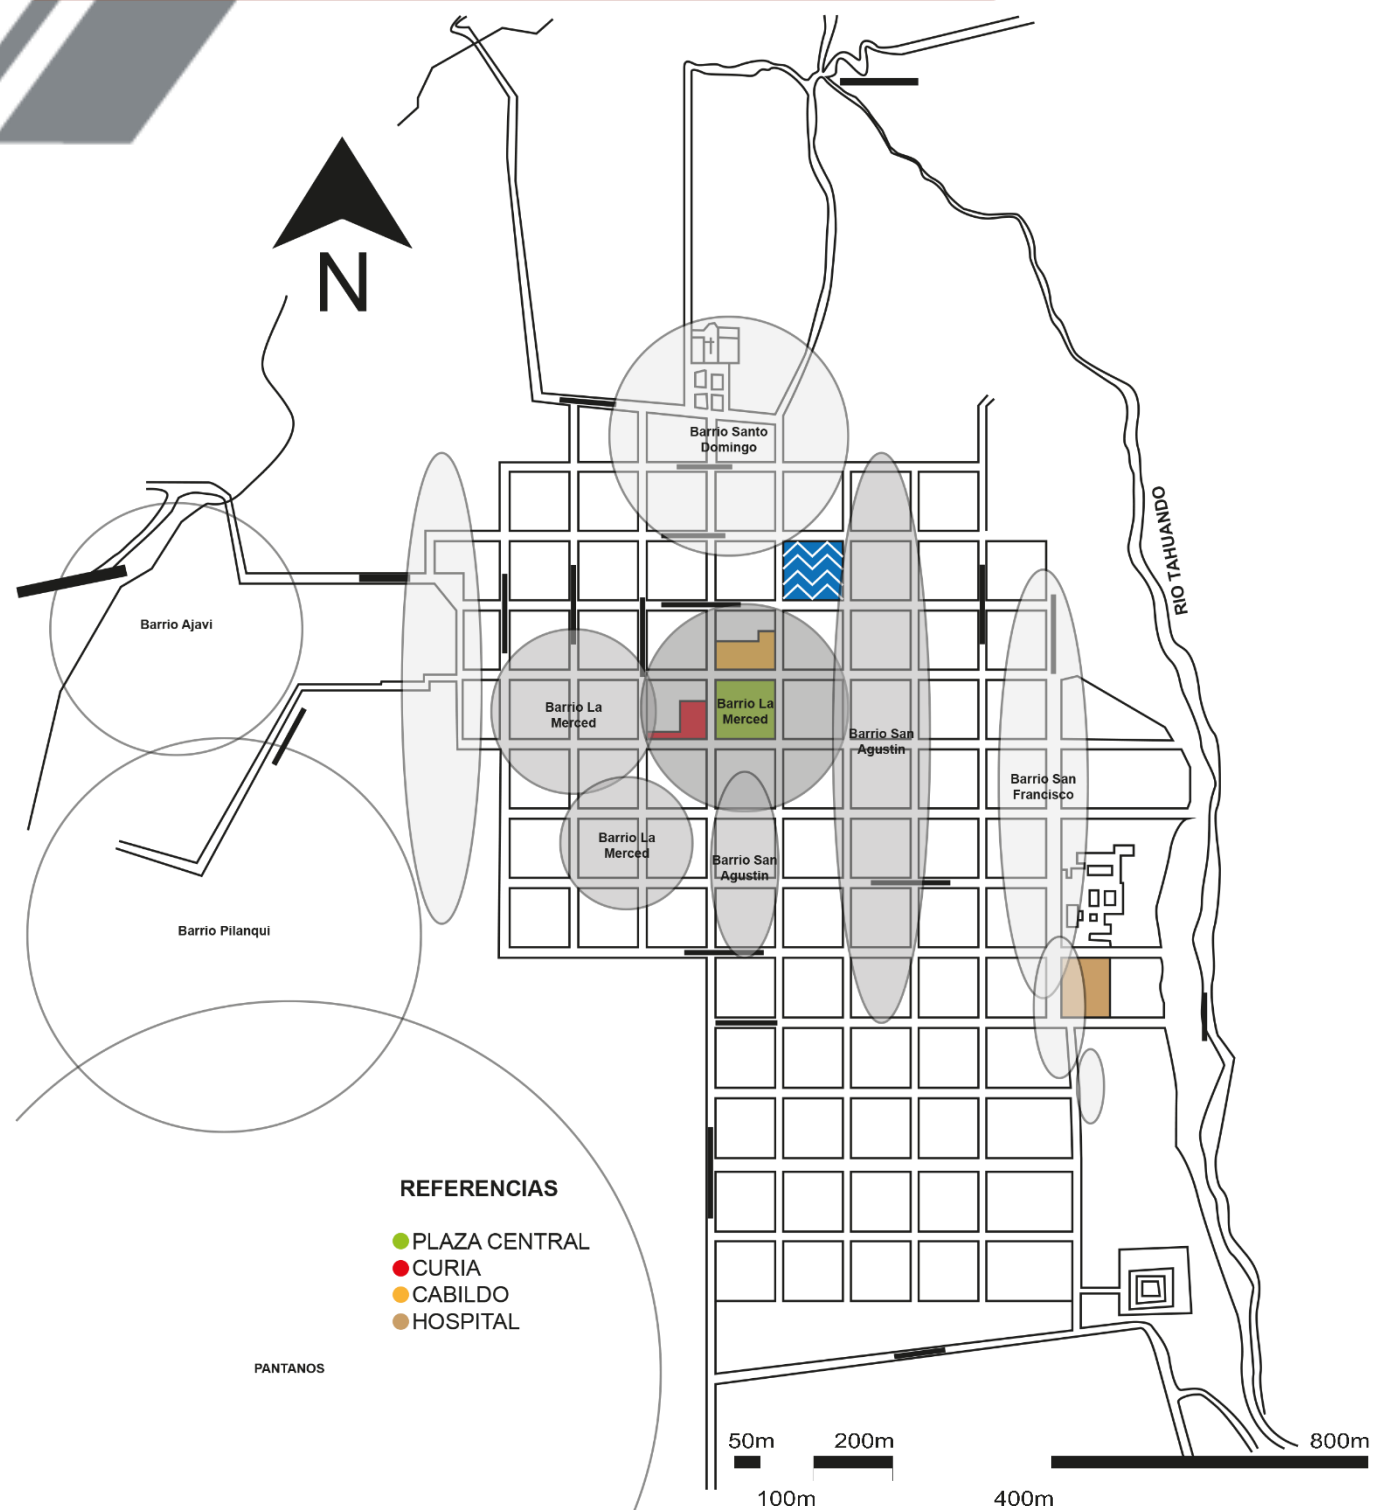 N
Barrio Santo
Domingo
RIO TAHUANDO
Barrio Ajavi
Barrio La
Merced
Barrio La
Merced
Barrio San
Agustin
Barrio San
Francisco
Barrio La
Merced
Barrio San
Agustin
Barrio Pilanqui
REFERENCIAS
PLAZA CENTRAL
CURIA
CABILDO
HOSPITAL
PANTANOS
50m
200m
800m
100m
400m